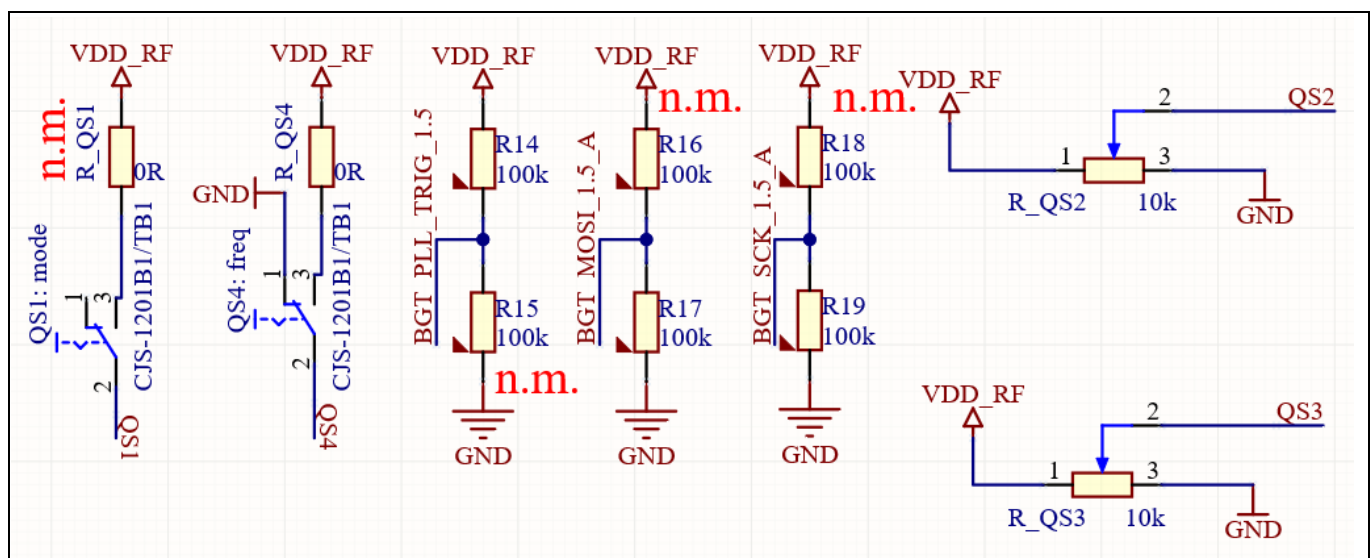 VDD_RF
n.m.
R_QS1
0R
QS1: mode
1
3
CJS-1201B1/TB1
2
QS1
VDD_RF
R_QS4
0R
GND
QS4: freq
1
3
CJS-1201B1/TB1
2
QS4
VDD_RF
BGT_PLL_TRIG_1.5
R14
100k
R15
100k
n.m.
GND
VDD_RF
n.m.
BGT_MOSI_1.5_A
R16
100k
R17
100k
GND
VDD_RF
n.m.
BGT_SCK_1.5_A
R18
100k
R19
100k
GND
VDD_RF
2
QS2
1
3
R_QS2
10k
GND
VDD_RF
2
QS3
1
3
R_QS3
10k
GND